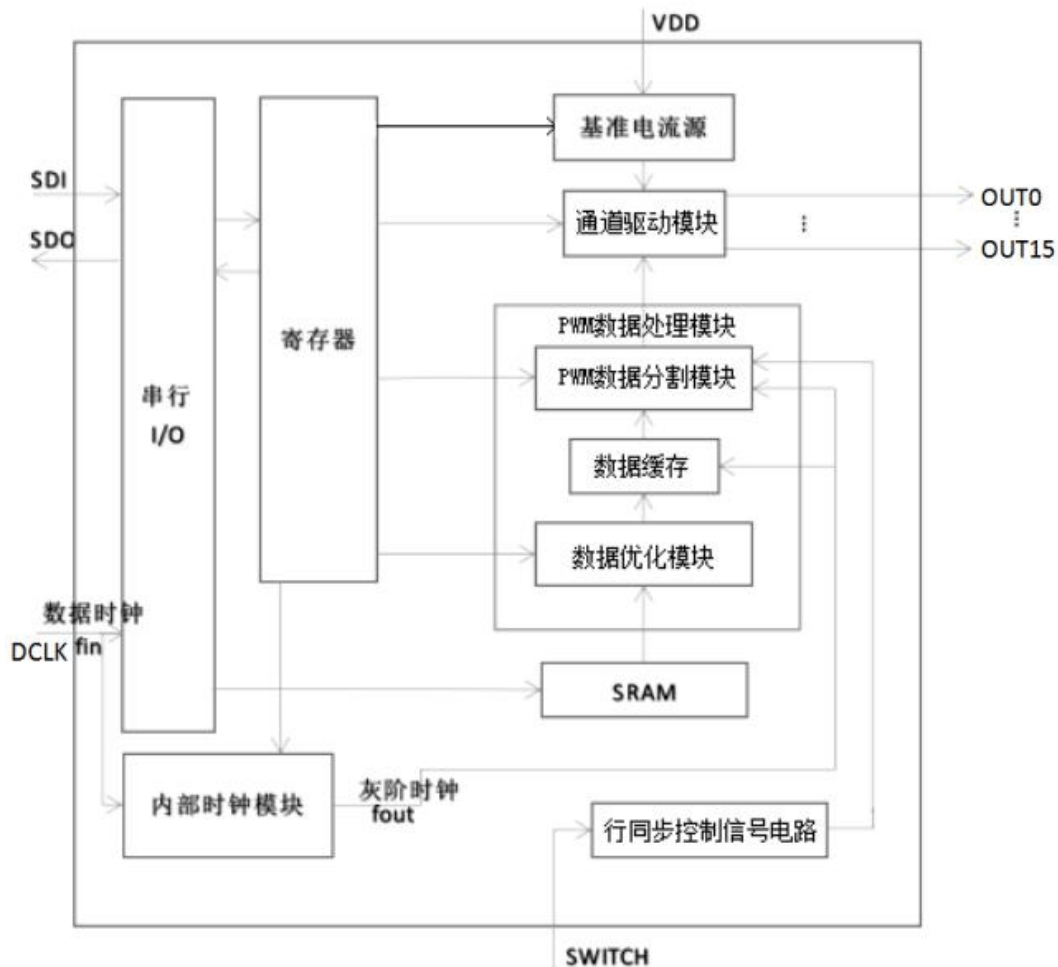 VDD
基准电流源
SDI
SDO
通道驱动模块
OUT0
OUT15
寄存器
PWM数据处理模块
PWM数据分割模块
串行
I/O
数据缓存
数据优化模块
数据时钟
DCLK fin
SRAM
内部时钟模块
灰阶时钟
fout
行同步控制信号电路
SWITCH